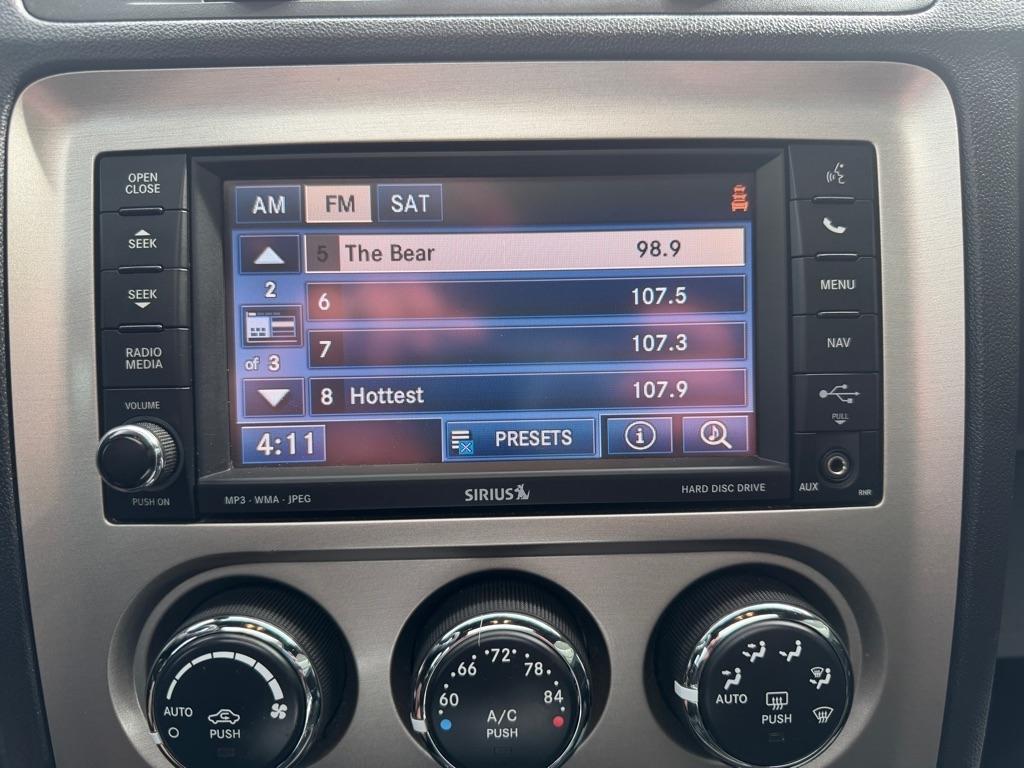 OPEN
CLOSE
SEEK
SEEK
RADIO
MEDIA
VOLUME
PUSH ON
AM FM SAT
5 The Bear 98.9
2
6 107.5
7 107.3
of 3
8 Hottest 107.9
4:11 PRESETS i
MP3 · WMA · JPEG
SIRIUS
HARD DISC DRIVE
MENU
NAV
PULL
AUX
RNR
AUTO
O
PUSH
60 .66 ·72· 78 84
A/C
PUSH
AUTO
PUSH